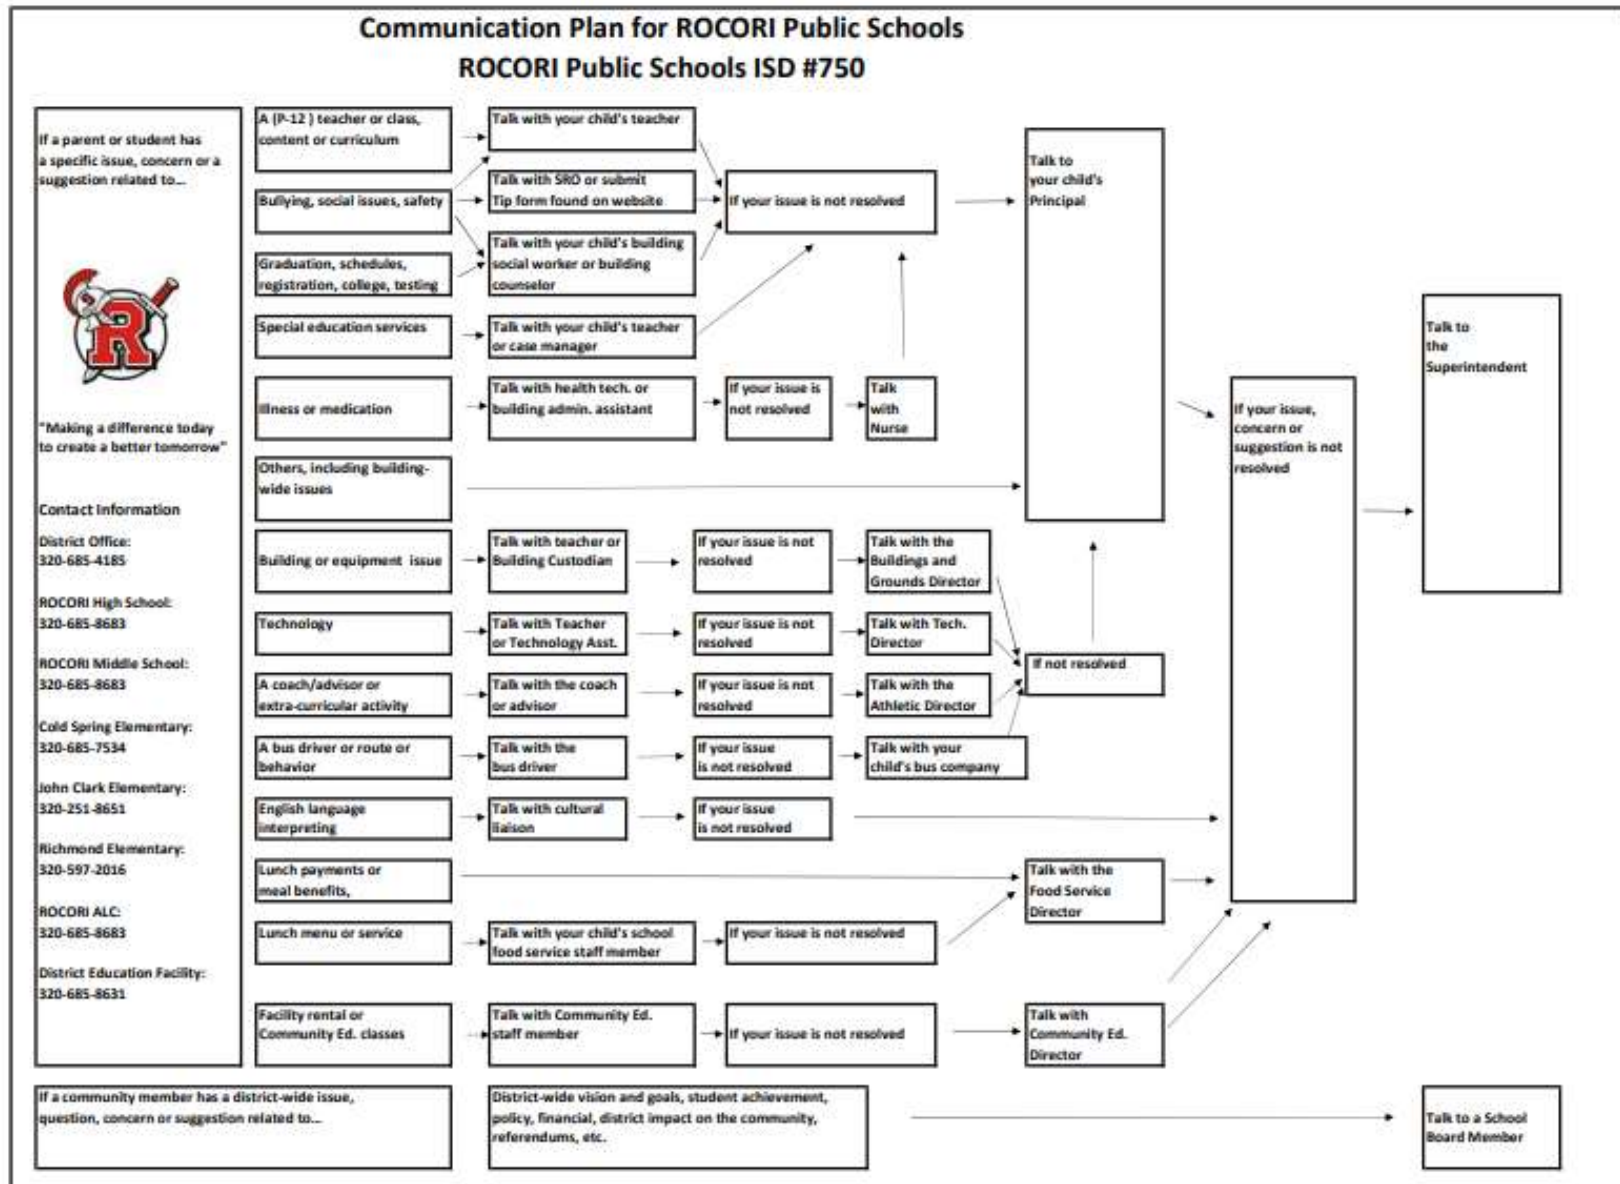 Communication Plan for ROCORI Public Schools
ROCORI Public Schools ISD #750
If a parent or student has
a specific issue, concern or a
suggestion related to...
R
"Making a difference today
to create a better tomorrow"
Contact Information
District Office:
320-685-4185
ROCORI High School:
320-685-8683
ROCORI Middle School:
320-685-8683
Cold Spring Elementary:
320-685-7534
John Clark Elementary:
320-251-8651
Richmond Elementary:
320-597-2016
ROCORI ALC:
320-685-8683
District Education Facility:
320-685-8631
A (P-12 ) teacher or class,
content or curriculum
Talk with your child's teacher
Bullying, social issues, safety
Talk with SRO or submit
Tip form found on website
If your issue is not resolved
Talk to
your child's
Principal
Graduation, schedules,
registration, college, testing
Talk with your child's building
social worker or building
counselor
Special education services
Talk with your child's teacher
or case manager
Illness or medication
Talk with health tech. or
building admin. assistant
If your issue is
not resolved
Talk
with
Nurse
Others, including building-
wide issues
Building or equipment issue
Talk with teacher or
Building Custodian
If your issue is not
resolved
Talk with the
Buildings and
Grounds Director
Technology
Talk with Teacher
or Technology Asst.
If your issue is not
resolved
Talk with Tech.
Director
If not resolved
A coach/advisor or
extra-curricular activity
Talk with the coach
or advisor
If your issue is not
resolved
Talk with the
Athletic Director
A bus driver or route or
behavior
Talk with the
bus driver
If your issue
is not resolved
Talk with your
child's bus company
English language
interpreting
Talk with cultural
liaison
If your issue
is not resolved
Lunch payments or
meal benefits,
Talk with the
Food Service
Director
Lunch menu or service
Talk with your child's school
food service staff member
If your issue is not resolved
Facility rental or
Community Ed. classes
Talk with Community Ed.
staff member
If your issue is not resolved
Talk with
Community Ed.
Director
If your issue,
concern or
suggestion is not
resolved
Talk to
the
Superintendent
If a community member has a district-wide issue,
question, concern or suggestion related to...
District-wide vision and goals, student achievement,
policy, financial, district impact on the community,
referendums, etc.
Talk to a School
Board Member